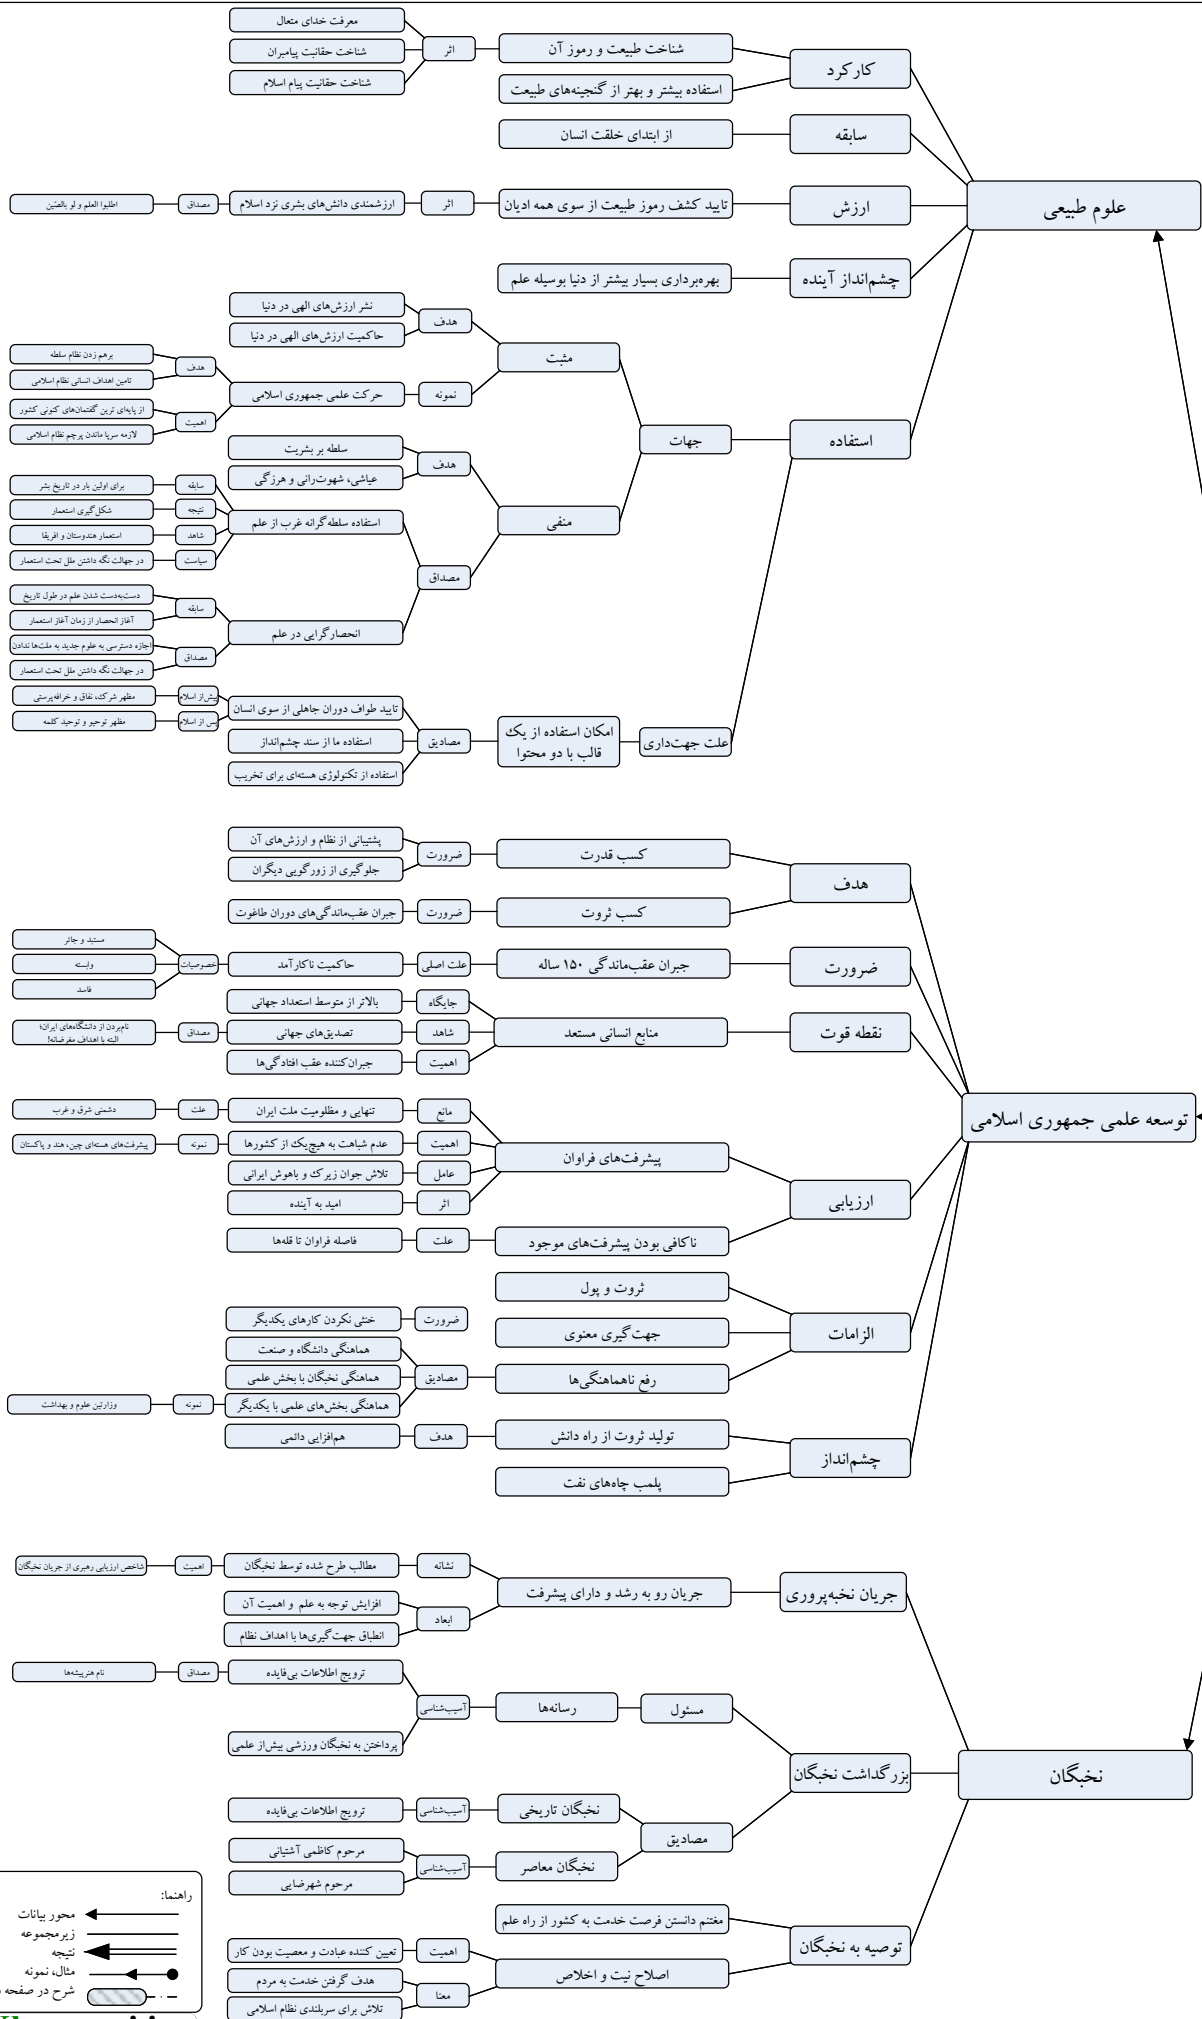 علوم طبیعی
کارکرد
شناخت طبیعت و رموز آن
اثر
معرفت خدای متعال
شناخت حقانیت پیامبران
شناخت حقانیت پیام اسلام
استفاده بیشتر و بهتر از گنجینه‌های طبیعت
سابقه
از ابتدای خلقت انسان
ارزش
تایید کشف رموز طبیعت از سوی همه ادیان
اثر
ارزشمندی دانش‌های بشری نزد اسلام
مصداق
اطلبوا العلم و لو بالصّین
چشم‌انداز آینده
بهره‌برداری بسیار بیشتر از دنیا بوسیله علم
استفاده
جهات
مثبت
هدف
نشر ارزش‌های الهی در دنیا
حاکمیت ارزش‌های الهی در دنیا
نمونه
حرکت علمی جمهوری اسلامی
هدف
برهم زدن نظام سلطه
تامین اهداف انسانی نظام اسلامی
اهمیت
از پایه‌ای ترین گفتمان‌های کنونی کشور
لازمه سرپا ماندن پرچم نظام اسلامی
منفی
هدف
سلطه بر بشریت
عیاشی، شهوت‌رانی و هرزگی
مصداق
استفاده سلطه‌گرانه غرب از علم
سابقه
برای اولین بار در تاریخ بشر
نتیجه
شکل‌گیری استعمار
شاهد
استعمار هندوستان و افریقا
سیاست
در جهالت نگه داشتن ملل تحت استعمار
انحصارگرایی در علم
سابقه
دست‌به‌دست شدن علم در طول تاریخ
آغاز انحصار از زمان آغاز استعمار
مصداق
اجازه دسترسی به علوم جدید به ملت‌ها ندادن
در جهالت نگه داشتن ملل تحت استعمار
علت جهت‌داری
امکان استفاده از یک
قالب با دو محتوا
مصادیق
تایید طواف دوران جاهلی از سوی انسان
پیش از اسلام
مظهر شرک، نفاق و خرافه‌پرستی
پس از اسلام
مظهر توحیو و توحید کلمه
استفاده ما از سند چشم‌انداز
استفاده از تکنولوژی هسته‌ای برای تخریب
توسعه علمی جمهوری اسلامی
هدف
کسب قدرت
ضرورت
پشتیبانی از نظام و ارزش‌های آن
جلوگیری از زورگویی دیگران
کسب ثروت
ضرورت
جبران عقب‌ماندگی‌های دوران طاغوت
ضرورت
جبران عقب‌ماندگی ۱۵۰ ساله
علت اصلی
حاکمیت ناکارآمد
خصوصیات
مستبد و جائر
وابسته
فاسد
نقطه قوت
منابع انسانی مستعد
جایگاه
بالاتر از متوسط استعداد جهانی
شاهد
تصدیق‌های جهانی
مصداق
نام‌بردن از دانشگاه‌های ایران؛
البته با اهداف مغرضانه!
اهمیت
جبران‌کننده عقب افتادگی‌ها
ارزیابی
پیشرفت‌های فراوان
مانع
تنهایی و مظلومیت ملت ایران
علت
دشمنی شرق و غرب
اهمیت
عدم شباهت به هیچ‌یک از کشورها
نمونه
پیشرفت‌های هسته‌ای چین، هند و پاکستان
عامل
تلاش جوان زیرک و باهوش ایرانی
اثر
امید به آینده
ناکافی بودن پیشرفت‌های موجود
علت
فاصله فراوان تا قله‌ها
الزامات
ثروت و پول
جهت‌گیری معنوی
رفع ناهماهنگی‌ها
ضرورت
خنثی نکردن کارهای یکدیگر
مصادیق
هماهنگی دانشگاه و صنعت
هماهنگی نخبگان با بخش علمی
هماهنگی بخش‌های علمی با یکدیگر
نمونه
وزارتین علوم و بهداشت
چشم‌انداز
تولید ثروت از راه دانش
هدف
هم‌افزایی دائمی
پلمب چاه‌های نفت
نخبگان
جریان نخبه‌پروری
جریان رو به رشد و دارای پیشرفت
نشانه
مطالب طرح شده توسط نخبگان
اهمیت
شاخص ارزیابی رهبری از جریان نخبگان
ابعاد
افزایش توجه به علم و اهمیت آن
انطباق جهت‌گیری‌ها با اهداف نظام
بزرگداشت نخبگان
مسئول
رسانه‌ها
آسیب‌شناسی
ترویج اطلاعات بی‌فایده
مصداق
نام هنرپیشه‌ها
پرداختن به نخبگان ورزشی بیش‌از علمی
مصادیق
نخبگان تاریخی
آسیب‌شناسی
ترویج اطلاعات بی‌فایده
نخبگان معاصر
آسیب‌شناسی
مرحوم کاظمی آشتیانی
مرحوم شهرضایی
توصیه به نخبگان
مغتنم دانستن فرصت خدمت به کشور از راه علم
اصلاح نیت و اخلاص
اهمیت
تعیین کننده عبادت و معصیت بودن کار
معنا
هدف گرفتن خدمت به مردم
تلاش برای سربلندی نظام اسلامی
راهنما:
محور بیانات
زیرمجموعه
نتیجه
مثال، نمونه
شرح در صفحه